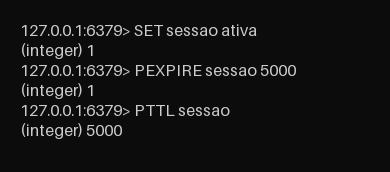 127.0.0.1:6379> SET sessao ativa
(integer) 1
127.0.0.1:6379> PEXPIRE sessao 5000
(integer) 1
127.0.0.1:6379> PTTL sessao
(integer) 5000